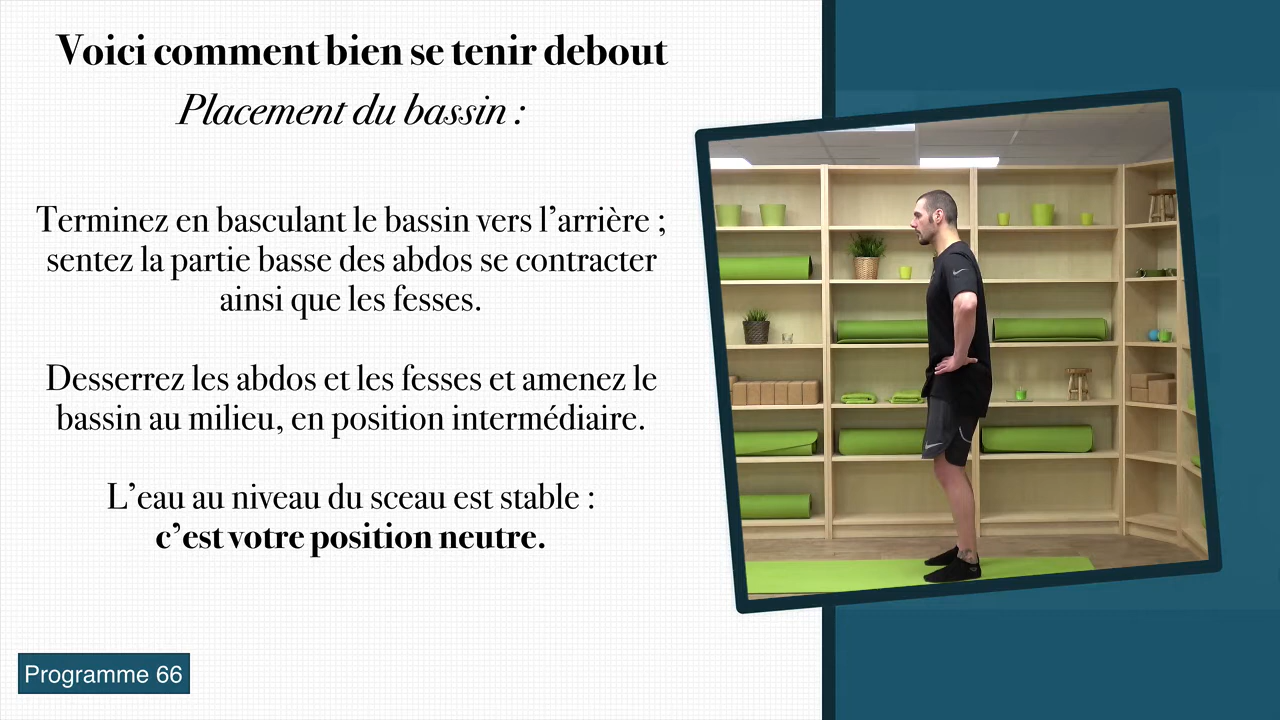 Voici comment bien se tenir debout
Placement du bassin :
Terminez en basculant le bassin vers l’arrière ;
sentez la partie basse des abdos se contracter
ainsi que les fesses.
Desserrez les abdos et les fesses et amenez le
bassin au milieu, en position intermédiaire.
L’eau au niveau du sceau est stable :
c’est votre position neutre.
Programme 66